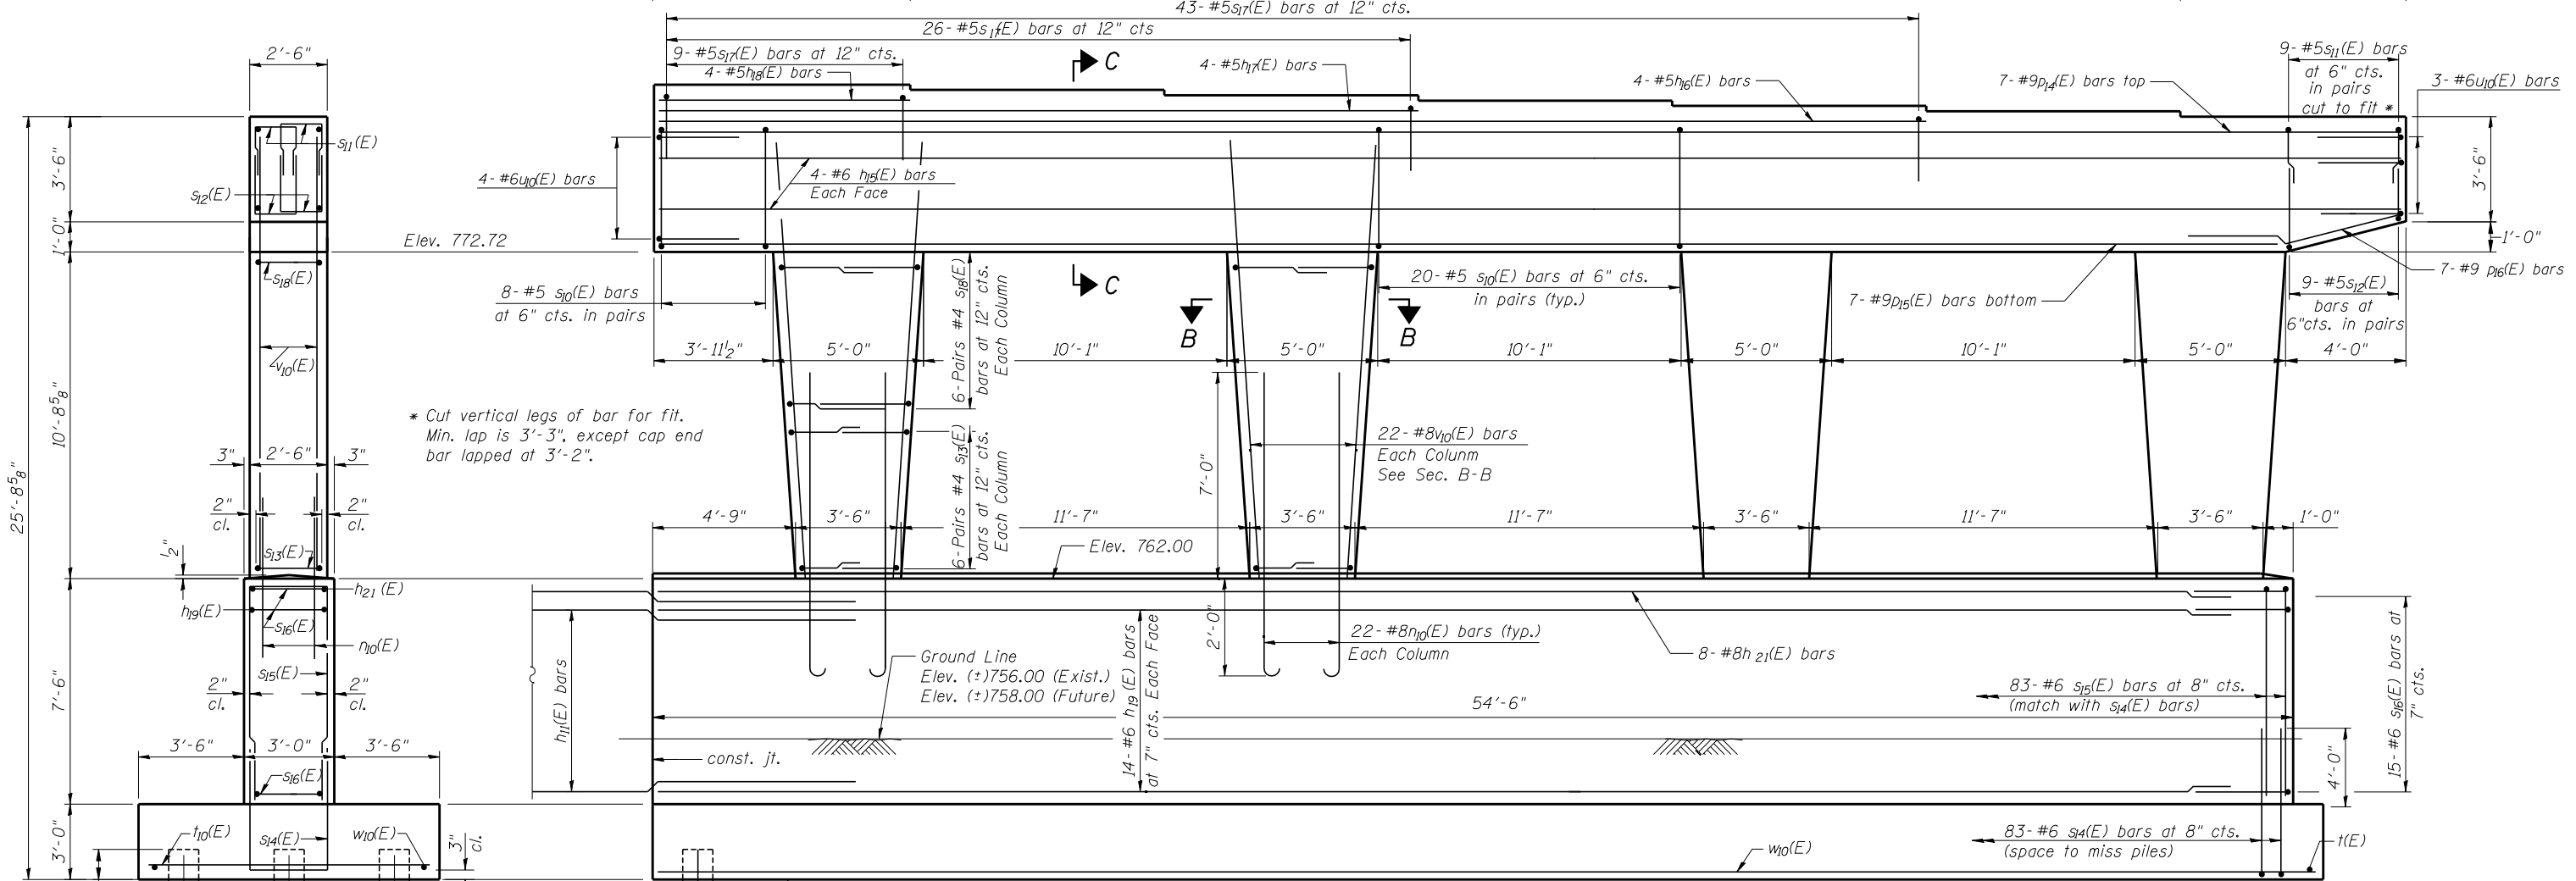 2'-6"
s11(E)
s12(E)
3'-6"
1'-0"
10'-8⅝"
25'-8⅝"
7'-6"
3'-0"
s18(E)
v10(E)
* Cut vertical legs of bar for fit.
Min. lap is 3'-3", except cap end
bar lapped at 3'-2".
3"
2'-6"
3"
2"
cl.
2"
cl.
½"
s13(E)
h21 (E)
h19(E)
s16(E)
n10(E)
s15(E)
2"
cl.
2"
cl.
3'-6"
3'-0"
3'-6"
s16(E)
t10(E)
s14(E)
w10(E)
3"
cl.
43- #5s17(E) bars at 12" cts.
26- #5s17(E) bars at 12" cts
9- #5s17(E) bars at 12" cts.
C
4- #5h18(E) bars
4- #5h17(E) bars
4- #5h16(E) bars
7- #9p14(E) bars top
9- #5s11(E) bars
at 6" cts.
in pairs
cut to fit *
3- #6u10(E) bars
4- #6u10(E) bars
4- #6 h15(E) bars
Each Face
3'-6"
1'-0"
Elev. 772.72
7- #9 p16(E) bars
8- #5 s10(E) bars
at 6" cts. in pairs
6-Pairs #4 s18(E)
bars at 12" cts.
Each Column
C
B
B
20- #5 s10(E) bars at 6" cts.
in pairs (typ.)
7- #9p15(E) bars bottom
9- #5s12(E)
bars at
6"cts. in pairs
3'-11½"
5'-0"
10'-1"
5'-0"
10'-1"
5'-0"
10'-1"
5'-0"
4'-0"
6-Pairs #4 s13(E)
bars at 12" cts.
Each Column
7'-0"
22- #8v10(E) bars
Each Colunm
See Sec. B-B
4'-9"
3'-6"
11'-7"
3'-6"
11'-7"
3'-6"
11'-7"
3'-6"
1'-0"
Elev. 762.00
2'-0"
22- #8n10(E) bars (typ.)
Each Column
8- #8h 21(E) bars
h11(E) bars
Ground Line
Elev. (±)756.00 (Exist.)
Elev. (±)758.00 (Future)
14- #6 h19 (E) bars
at 7" cts. Each Face
83- #6 s15(E) bars at 8" cts.
(match with s14(E) bars)
15- #6 s16(E) bars at
7" cts.
54'-6"
const. jt.
4'-0"
83- #6 s14(E) bars at 8" cts.
(space to miss piles)
w10(E)
t(E)